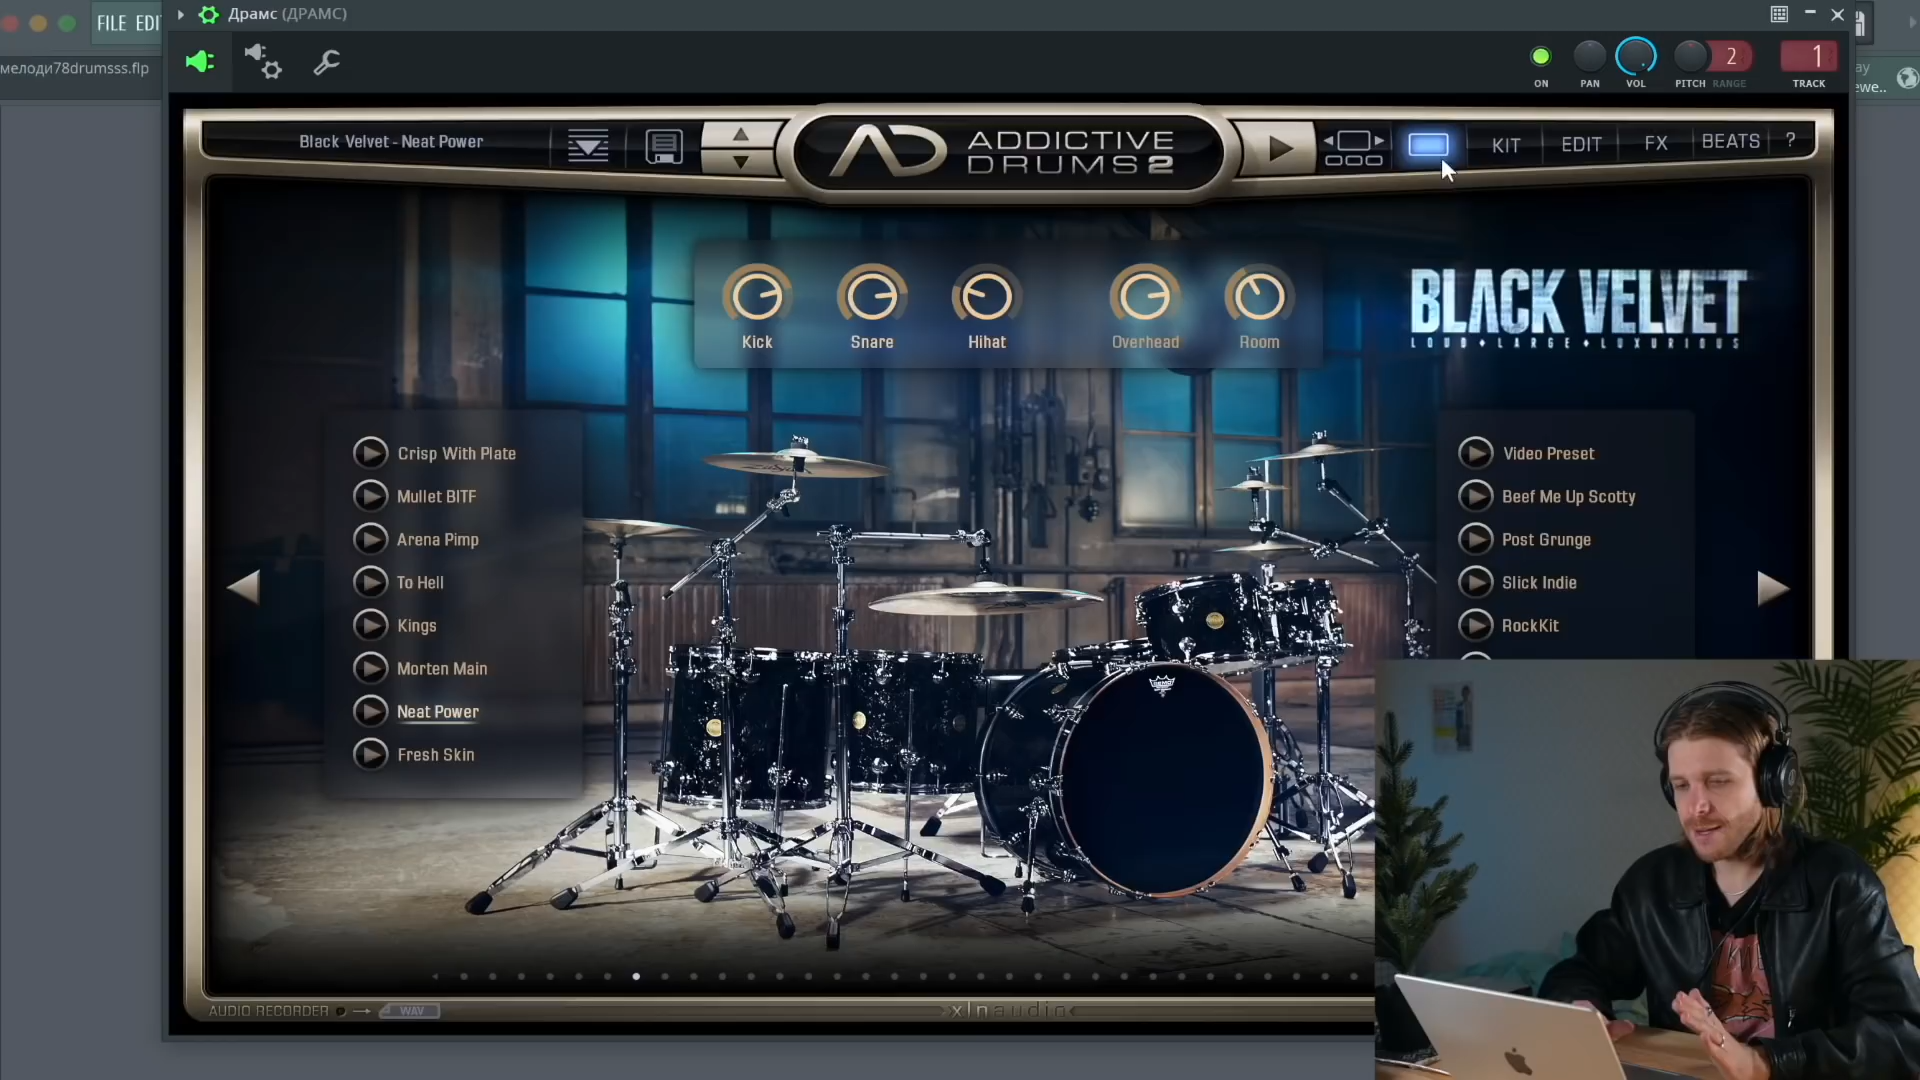 FILE EDI
Драмс (ДРАМС)
мелоди78drumsss.flp
ON
PAN
VOL
PITCH
RANGE
2
1
TRACK
ay
ewe..
Black Velvet - Neat Power
ADDICTIVE
DRUMS 2
KIT
EDIT
FX
BEATS
?
Kick
Snare
Hihat
Overhead
Room
BLACK VELVET
LOUD ♦ LARGE ♦ LUXURIOUS
Crisp With Plate
Mullet BITF
Arena Pimp
To Hell
Kings
Morten Main
Neat Power
Fresh Skin
Video Preset
Beef Me Up Scotty
Post Grunge
Slick Indie
RockKit
AUDIO RECORDER
WAV
xlnaudio